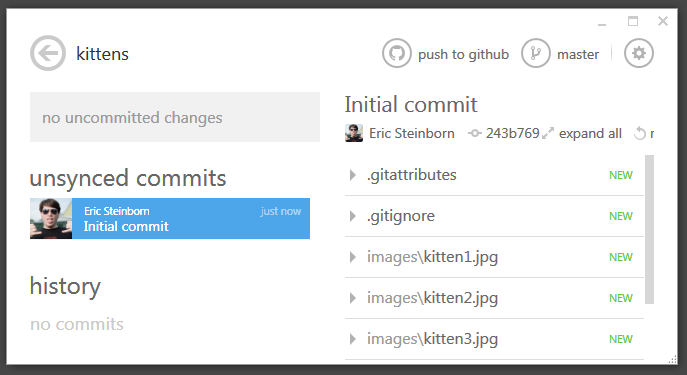 kittens
push to github
master
no uncommitted changes
unsynced commits
Eric Steinborn
just now
Initial commit
history
no commits
Initial commit
Eric Steinborn
243b769
expand all
.gitattributes
NEW
.gitignore
NEW
images\kitten1.jpg
NEW
images\kitten2.jpg
NEW
images\kitten3.jpg
NEW